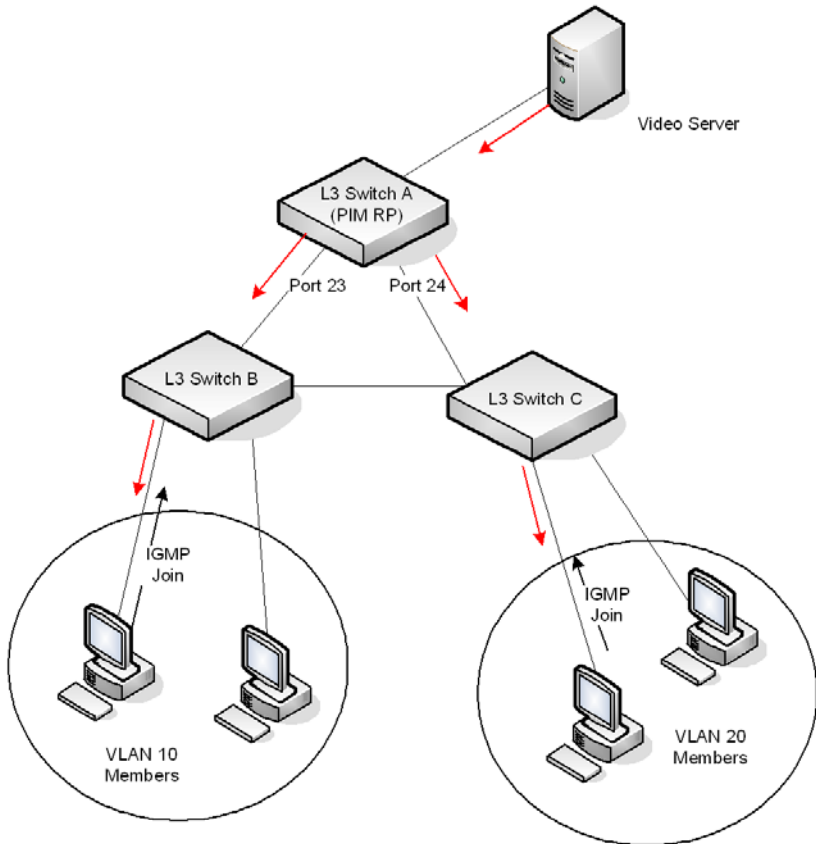 Video Server
L3 Switch A
(PIM RP)
Port 23
Port 24
L3 Switch B
L3 Switch C
IGMP
Join
IGMP
Join
VLAN 10
Members
VLAN 20
Members